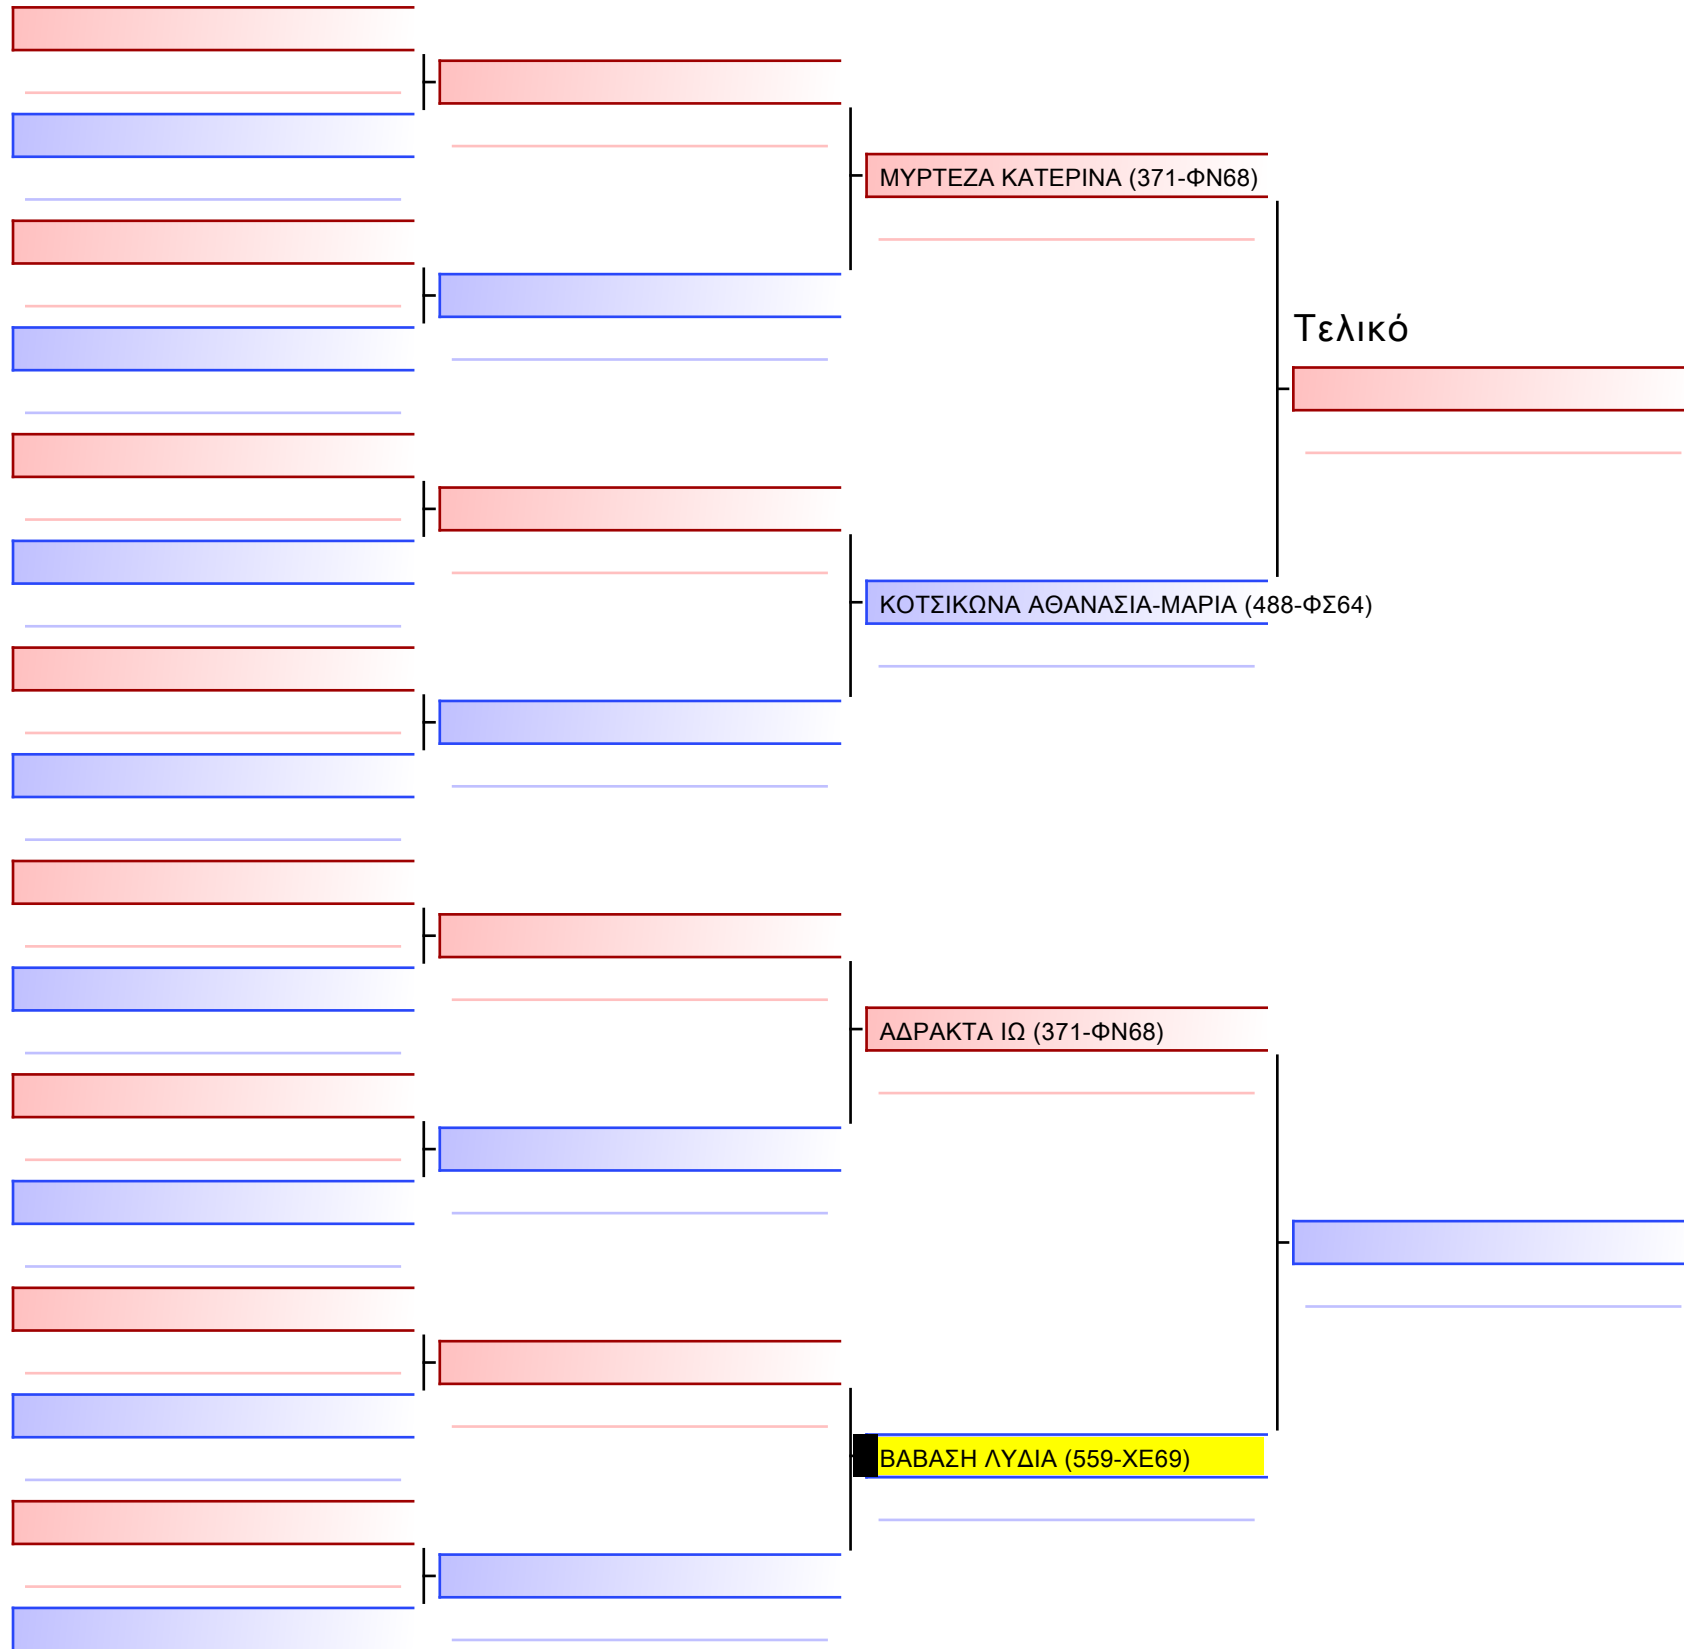 ΜΥΡΤΕΖΑ ΚΑΤΕΡΙΝΑ (371-ΦΝ68)
Τελικό
ΚΟΤΣΙΚΩΝΑ ΑΘΑΝΑΣΙΑ-ΜΑΡΙΑ (488-ΦΣ64)
ΑΔΡΑΚΤΑ ΙΩ (371-ΦΝ68)
ΒΑΒΑΣΗ ΛΥΔΙΑ (559-ΧΕ69)